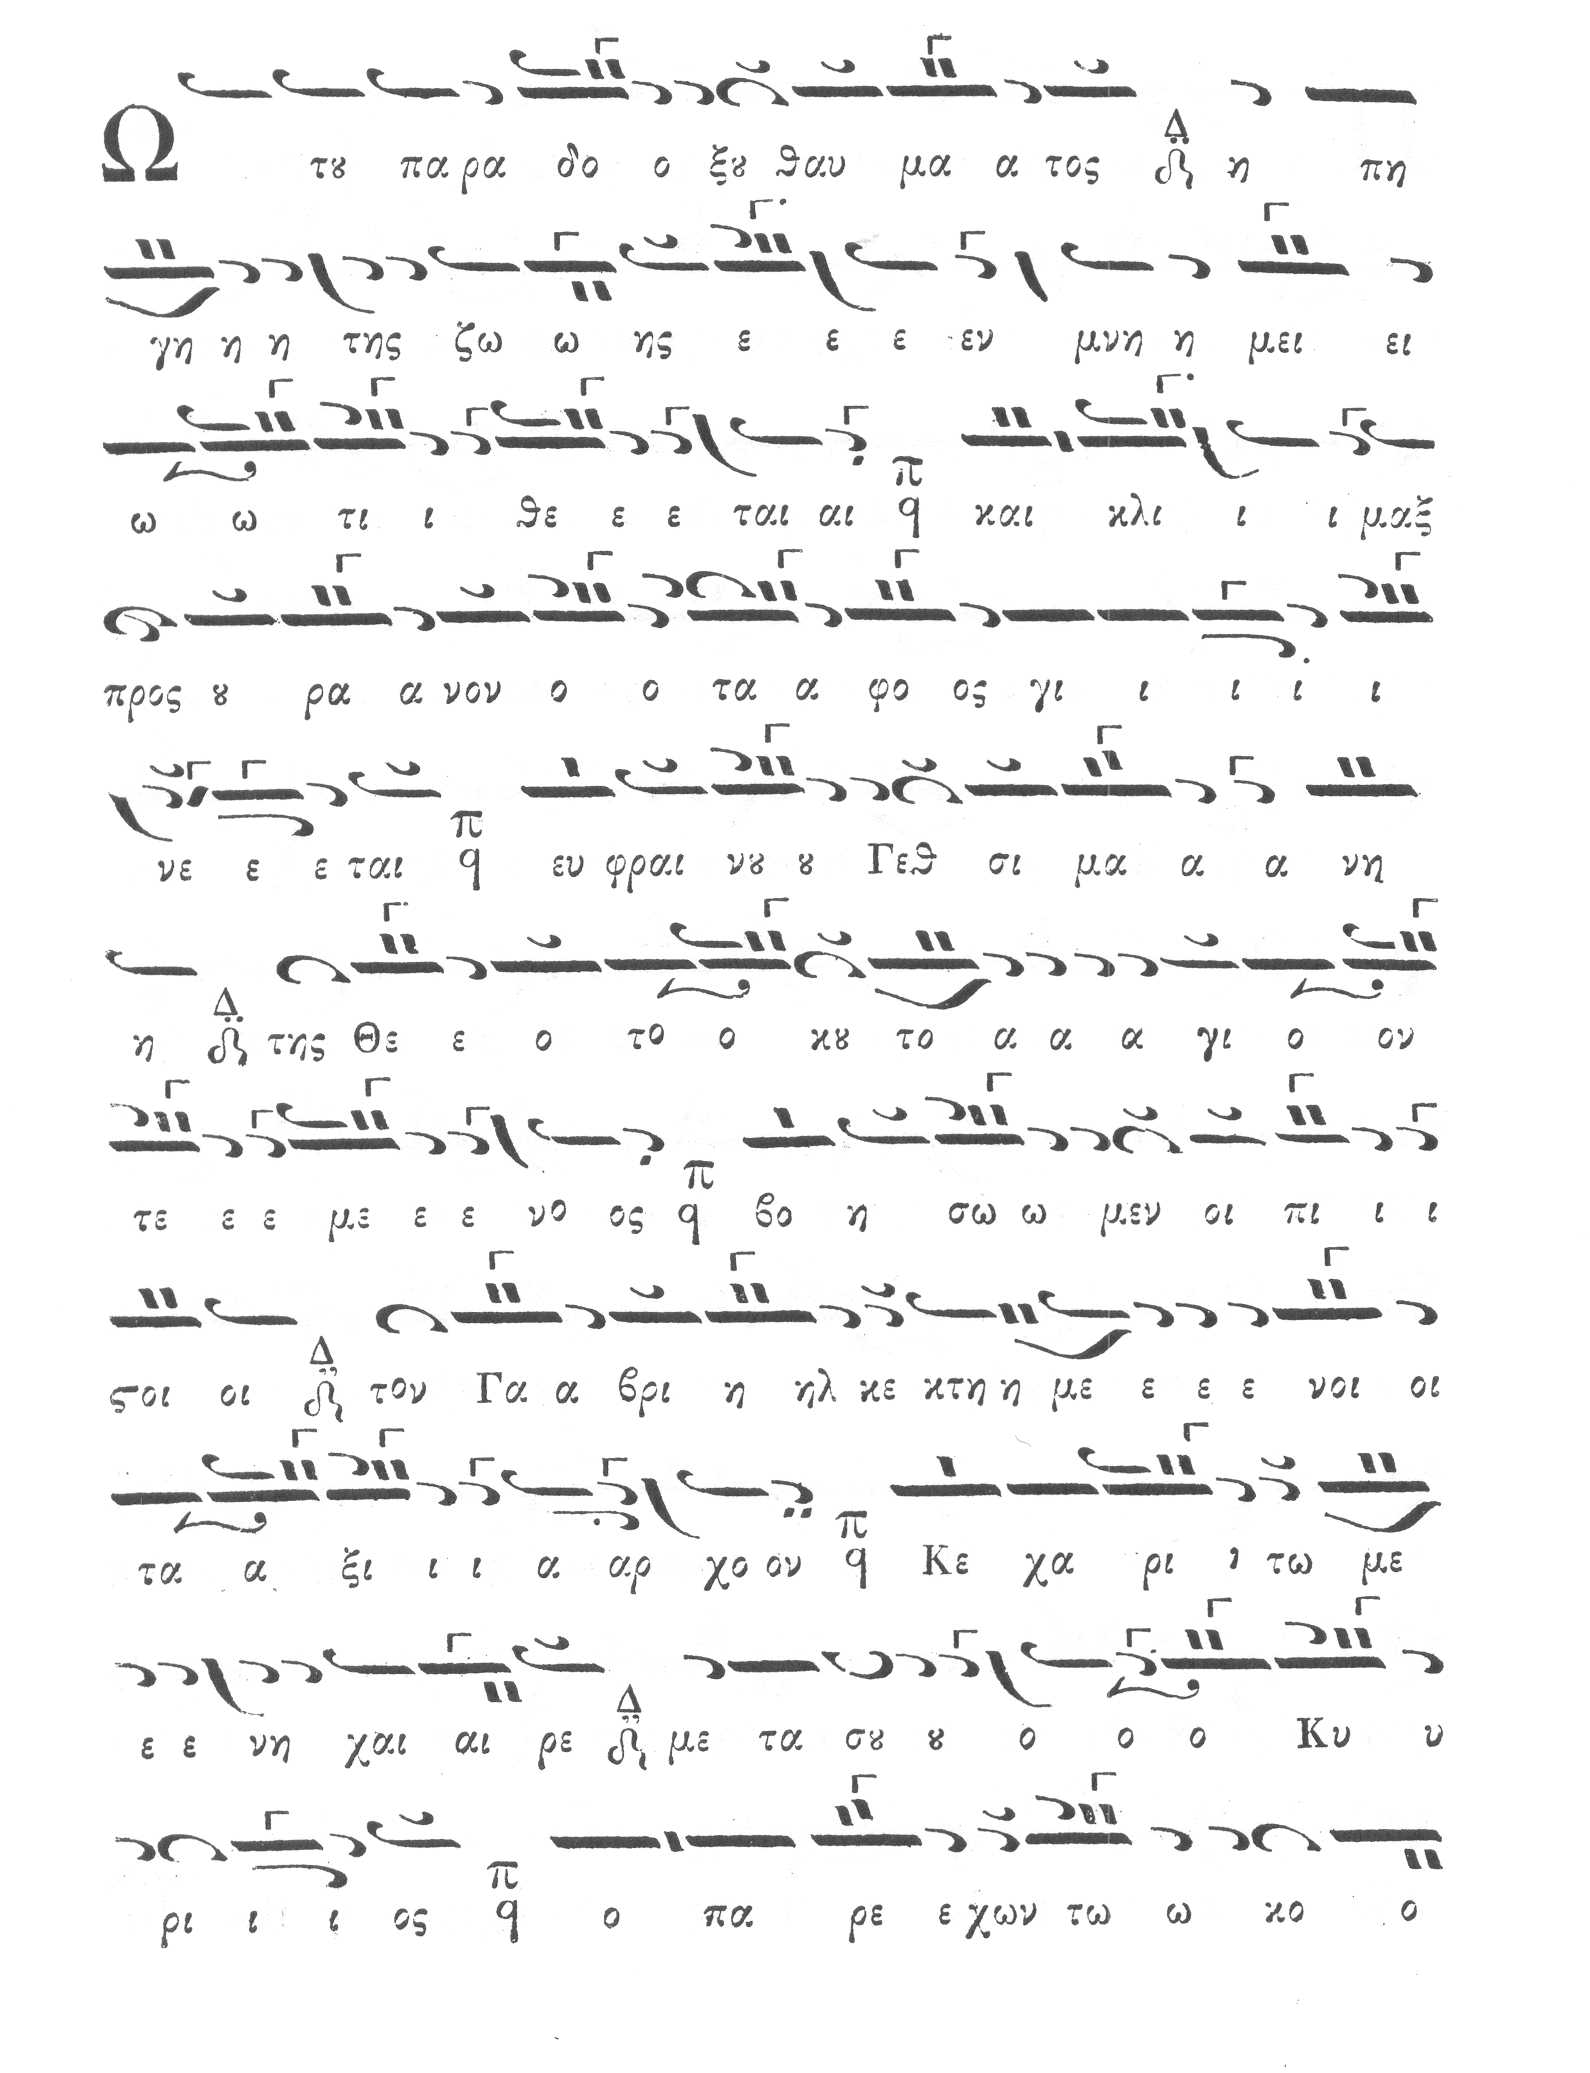 Ω τȣ πα ρα δο ο ξȣ θαυ μα α τος Δ η πη
γη η η της ζω ω ης ε ε ε εν μνη η μει ει
ω ω τι ι θε ε ε ται αι π q και κλι ι ι μαξ
προς ȣ ρα α νον ο ο τα α φο ος γι ι ι ι ι
νε ε ε ται π q ευ φραι νȣ ȣ Γεθ σι μα α α νη
η Δ της Θε ε ο το ο κȣ το α α α γι ο ον
τε ε ε με ε ε νο ος π q βο η σω ω μεν οι πι ι ι
ϛοι οι Δ τον Γα α βρι η ηλ κε κτη η με ε ε ε νοι οι
τα α ξι ι ι α αρ χο ον π q Κε χα ρι ι τω με
ε ε νη χαι αι ρε Δ με τα σȣ ȣ ο ο ο Κυ υ
ρι ι ι ος π q ο πα ρε ε χων τω ω κο ο